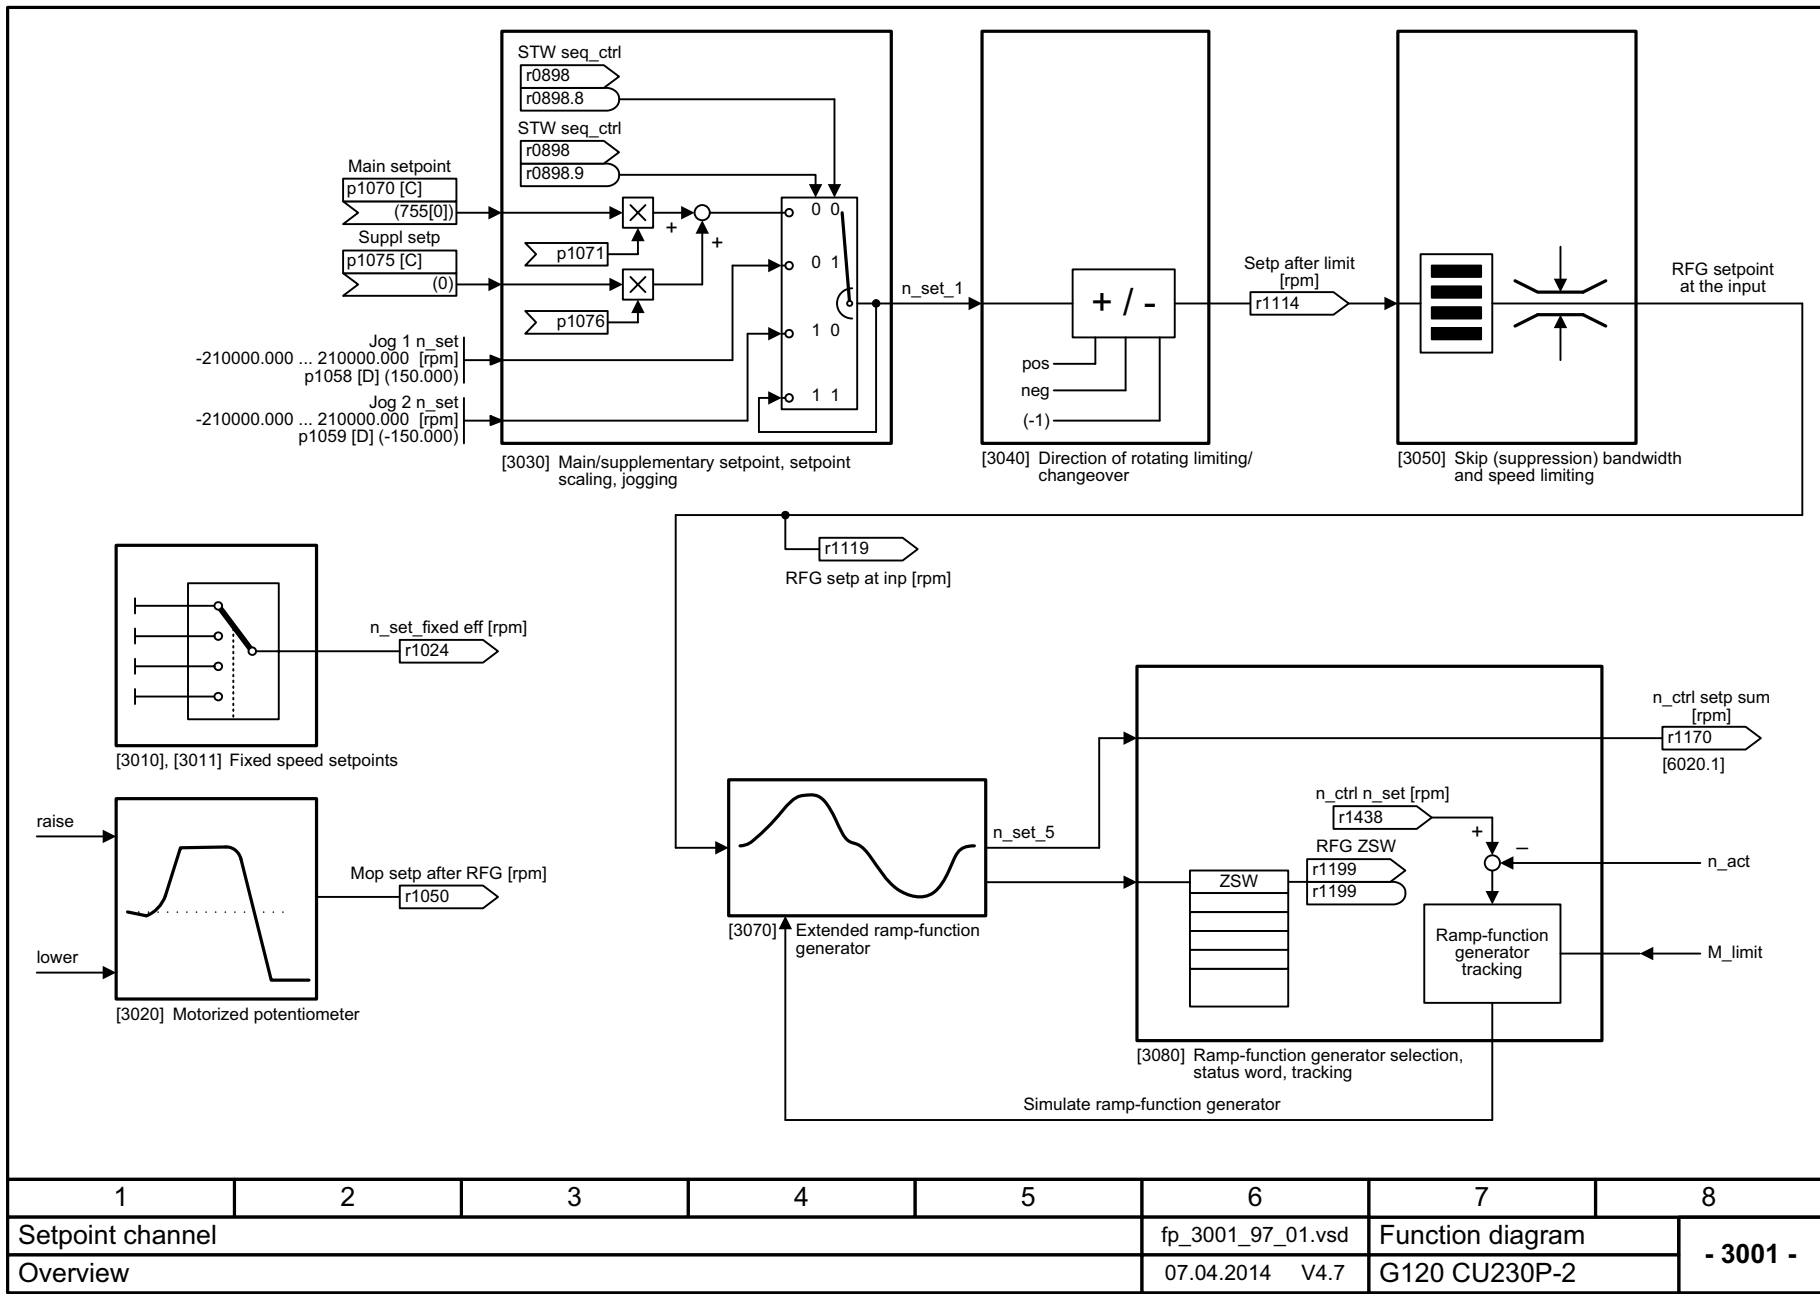 STW seq_ctrl
r0898
r0898.8
STW seq_ctrl
r0898
r0898.9
Main setpoint
p1070 [C]
(755[0])
Suppl setp
p1075 [C]
(0)
p1071
p1076
+
+
0 0
0 1
1 0
1 1
Jog 1 n_set
-210000.000 ... 210000.000 [rpm]
p1058 [D] (150.000)
Jog 2 n_set
-210000.000 ... 210000.000 [rpm]
p1059 [D] (-150.000)
[3030] Main/supplementary setpoint, setpoint
scaling, jogging
n_set_1
+ / -
pos
neg
(-1)
[3040] Direction of rotating limiting/
changeover
Setp after limit
[rpm]
r1114
[3050] Skip (suppression) bandwidth
and speed limiting
RFG setpoint
at the input
r1119
RFG setp at inp [rpm]
n_set_fixed eff [rpm]
r1024
[3010], [3011] Fixed speed setpoints
raise
lower
Mop setp after RFG [rpm]
r1050
[3020] Motorized potentiometer
n_set_5
[3070] Extended ramp-function
generator
n_ctrl setp sum
[rpm]
r1170
[6020.1]
n_ctrl n_set [rpm]
r1438
+
–
RFG ZSW
r1199
r1199
ZSW
n_act
Ramp-function
generator
tracking
M_limit
[3080] Ramp-function generator selection,
status word, tracking
Simulate ramp-function generator
1 2 3 4 5 6 7 8
Setpoint channel
fp_3001_97_01.vsd
Function diagram
- 3001 -
Overview
07.04.2014 V4.7
G120 CU230P-2